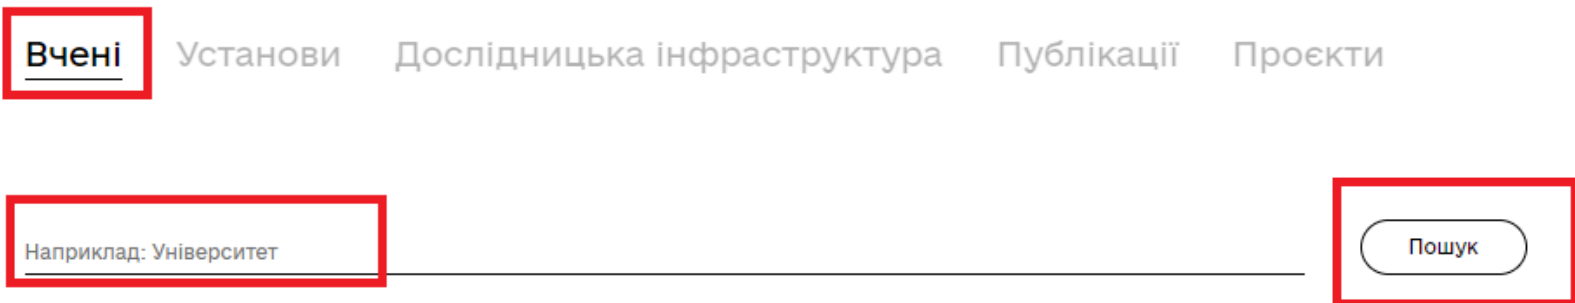 Вчені Установи Дослідницька інфраструктура Публікації Проєкти
Наприклад: Університет Пошук